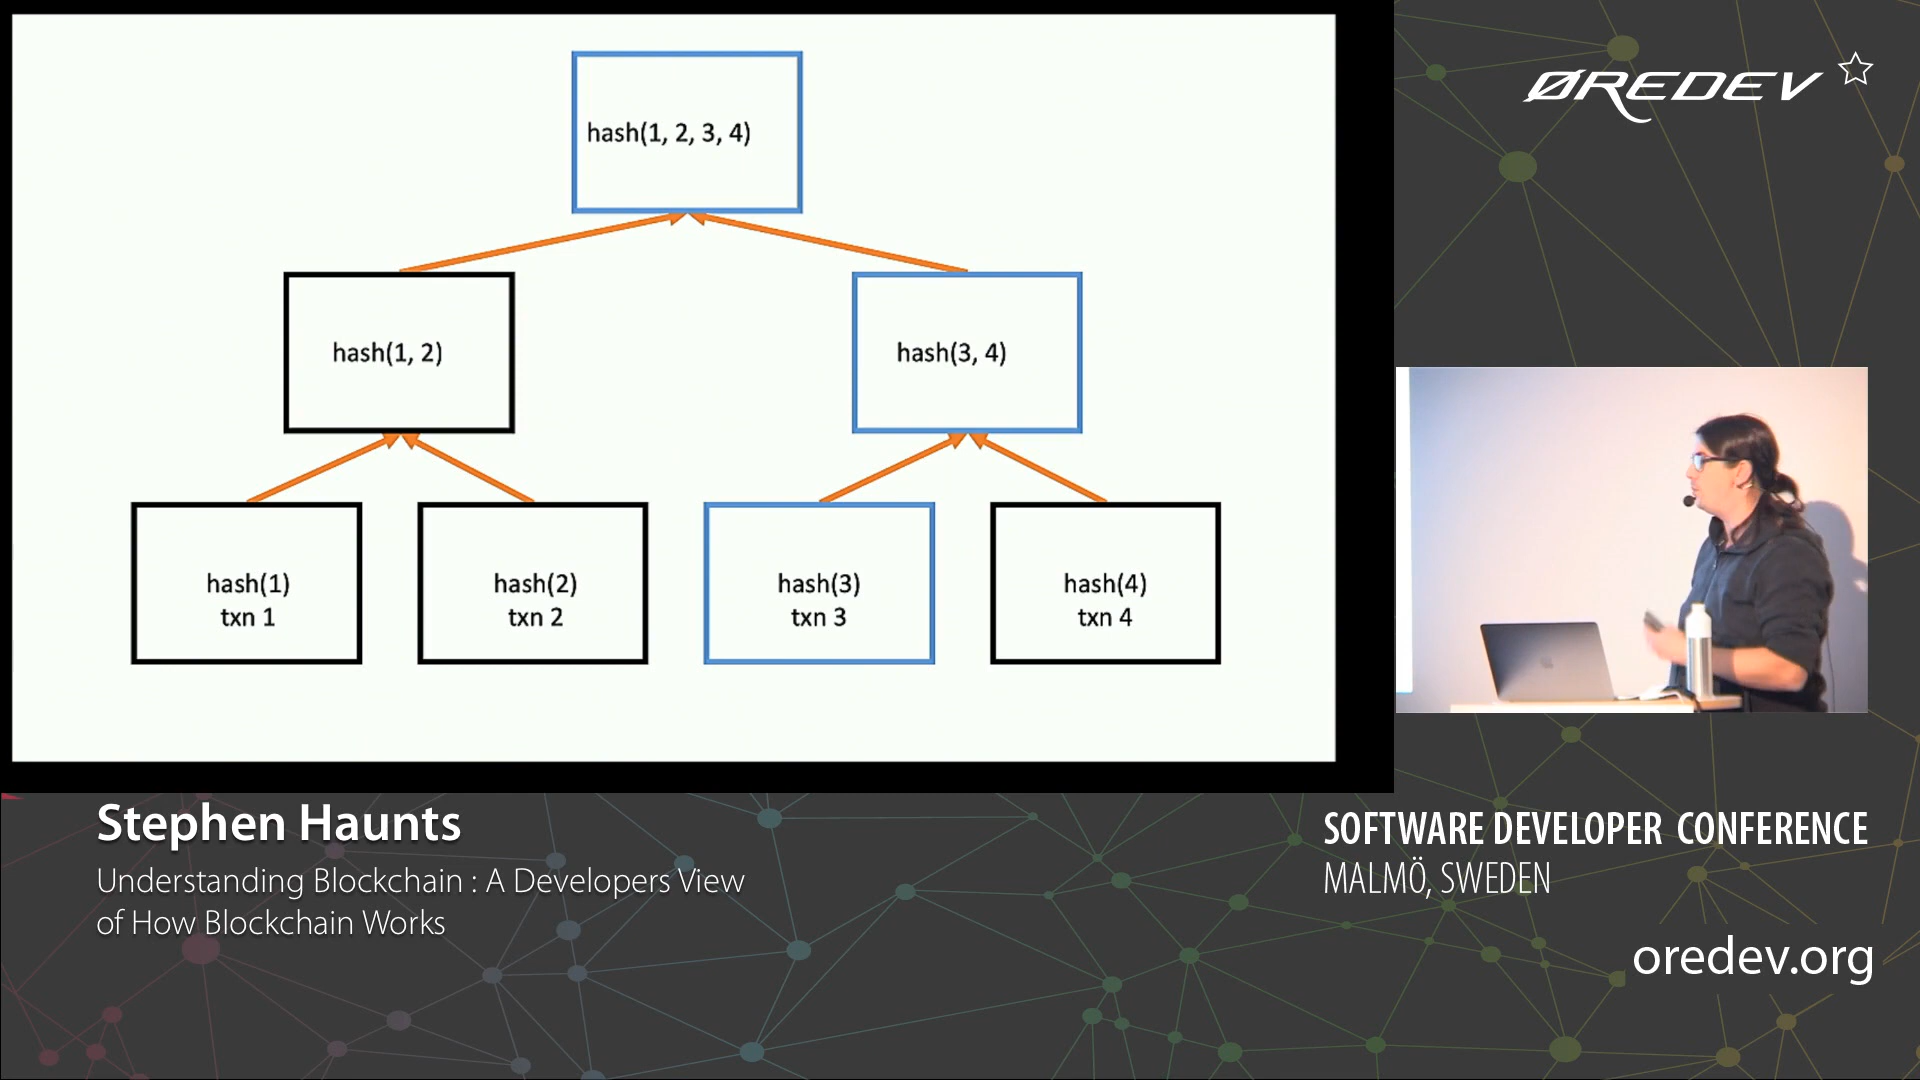 hash(1, 2, 3, 4)
hash(1, 2)
hash(3, 4)
hash(1)
txn 1
hash(2)
txn 2
hash(3)
txn 3
hash(4)
txn 4
ØREDEV
Stephen Haunts
Understanding Blockchain : A Developers View
of How Blockchain Works
SOFTWARE DEVELOPER CONFERENCE
MALMÖ, SWEDEN
oredev.org